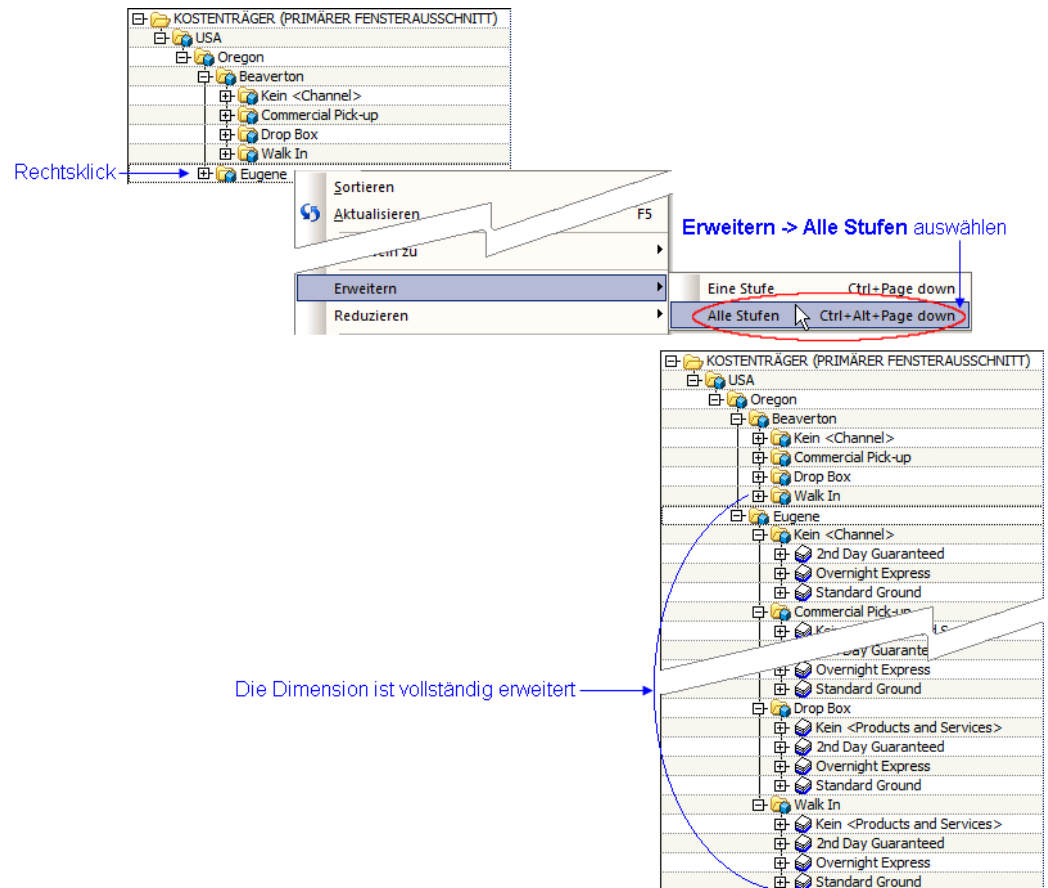 KOSTENTRÄGER (PRIMÄRER FENSTERAUSSCHNITT)
USA
Oregon
Beaverton
Kein <Channel>
Commercial Pick-up
Drop Box
Walk In
Rechtsklick
Eugene
Sortieren
Aktualisieren F5
zu
Erweitern -> Alle Stufen auswählen
Erweitern
Eine Stufe Ctrl+Page down
Reduzieren
Alle Stufen Ctrl+Alt+Page down
KOSTENTRÄGER (PRIMÄRER FENSTERAUSSCHNITT)
USA
Oregon
Beaverton
Kein <Channel>
Commercial Pick-up
Drop Box
Walk In
Eugene
Kein <Channel>
2nd Day Guaranteed
Overnight Express
Standard Ground
Commercial Pick-up
Day
Overnight Express
Standard Ground
Die Dimension ist vollständig erweitert
Drop Box
Kein <Products and Services>
2nd Day Guaranteed
Overnight Express
Standard Ground
Walk In
Kein <Products and Services>
2nd Day Guaranteed
Overnight Express
Standard Ground